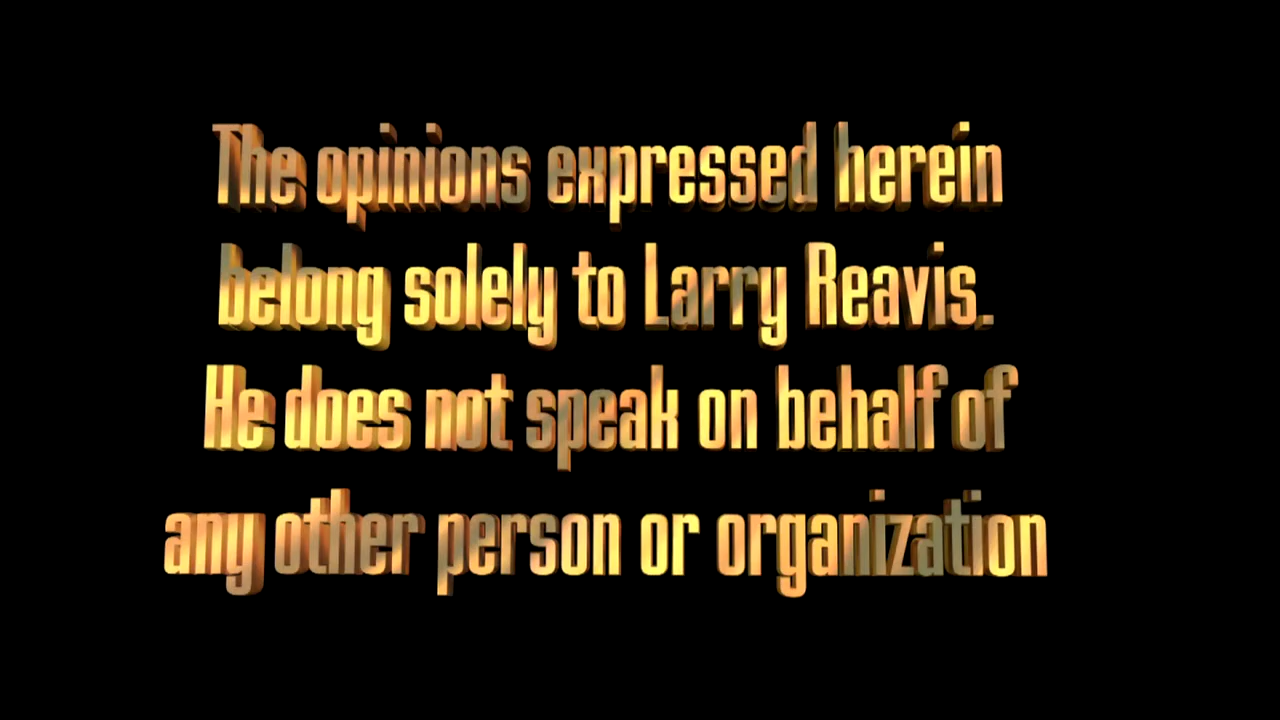 The opinions expressed herein
belong solely to Larry Reavis.
He does not speak on behalf of
any other person or organization